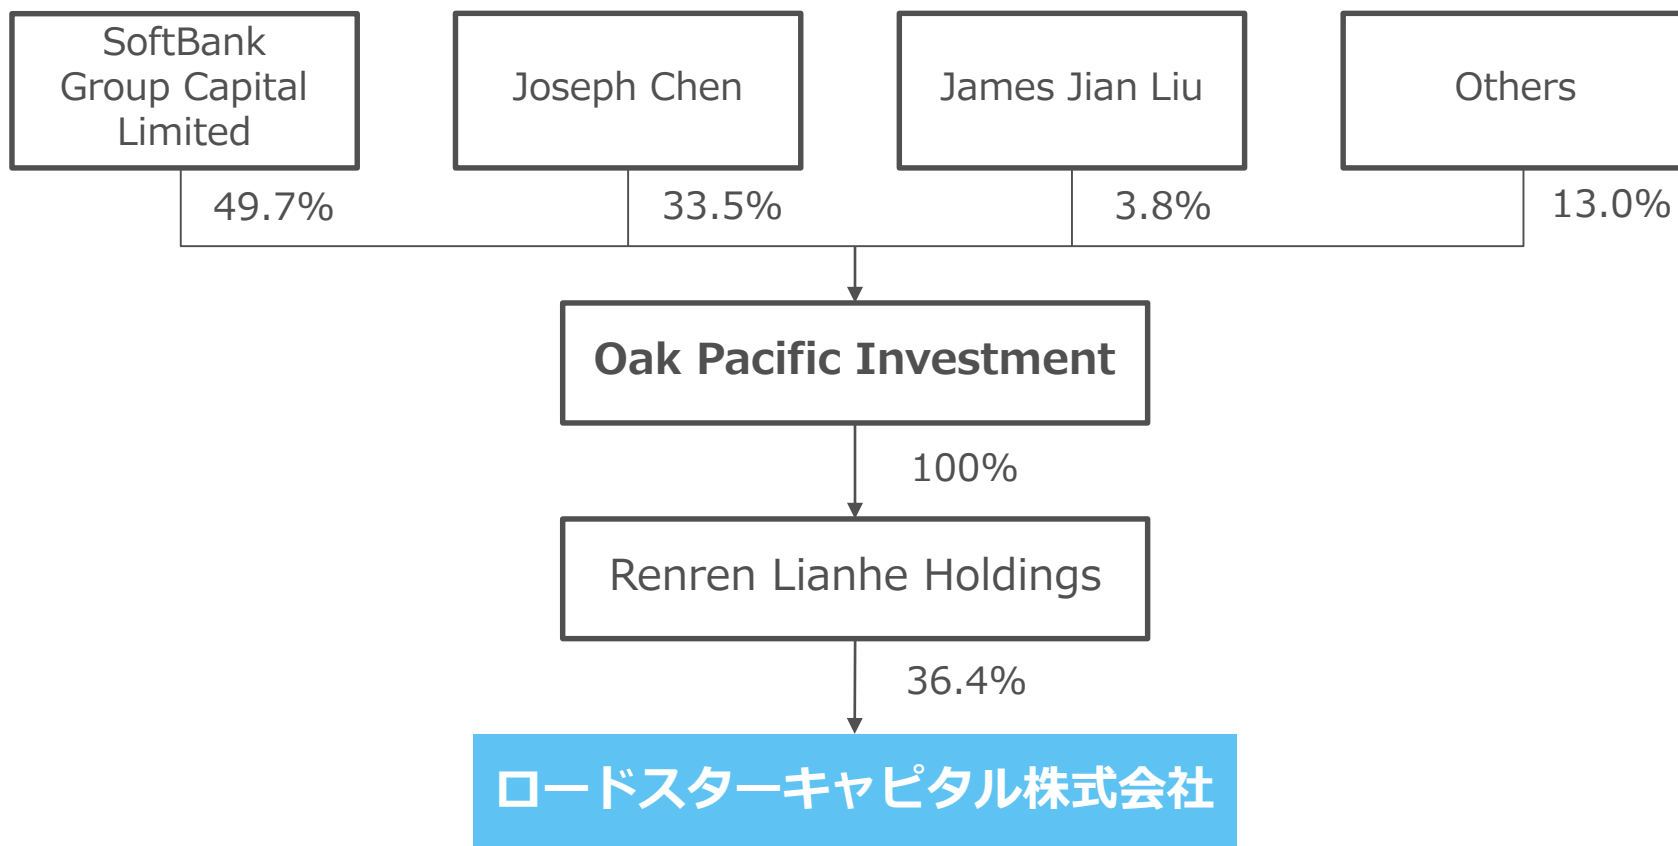 SoftBank
Group Capital
Limited
Joseph Chen
James Jian Liu
Others
49.7%
33.5%
3.8%
13.0%
Oak Pacific Investment
100%
Renren Lianhe Holdings
36.4%
ロードスターキャピタル株式会社